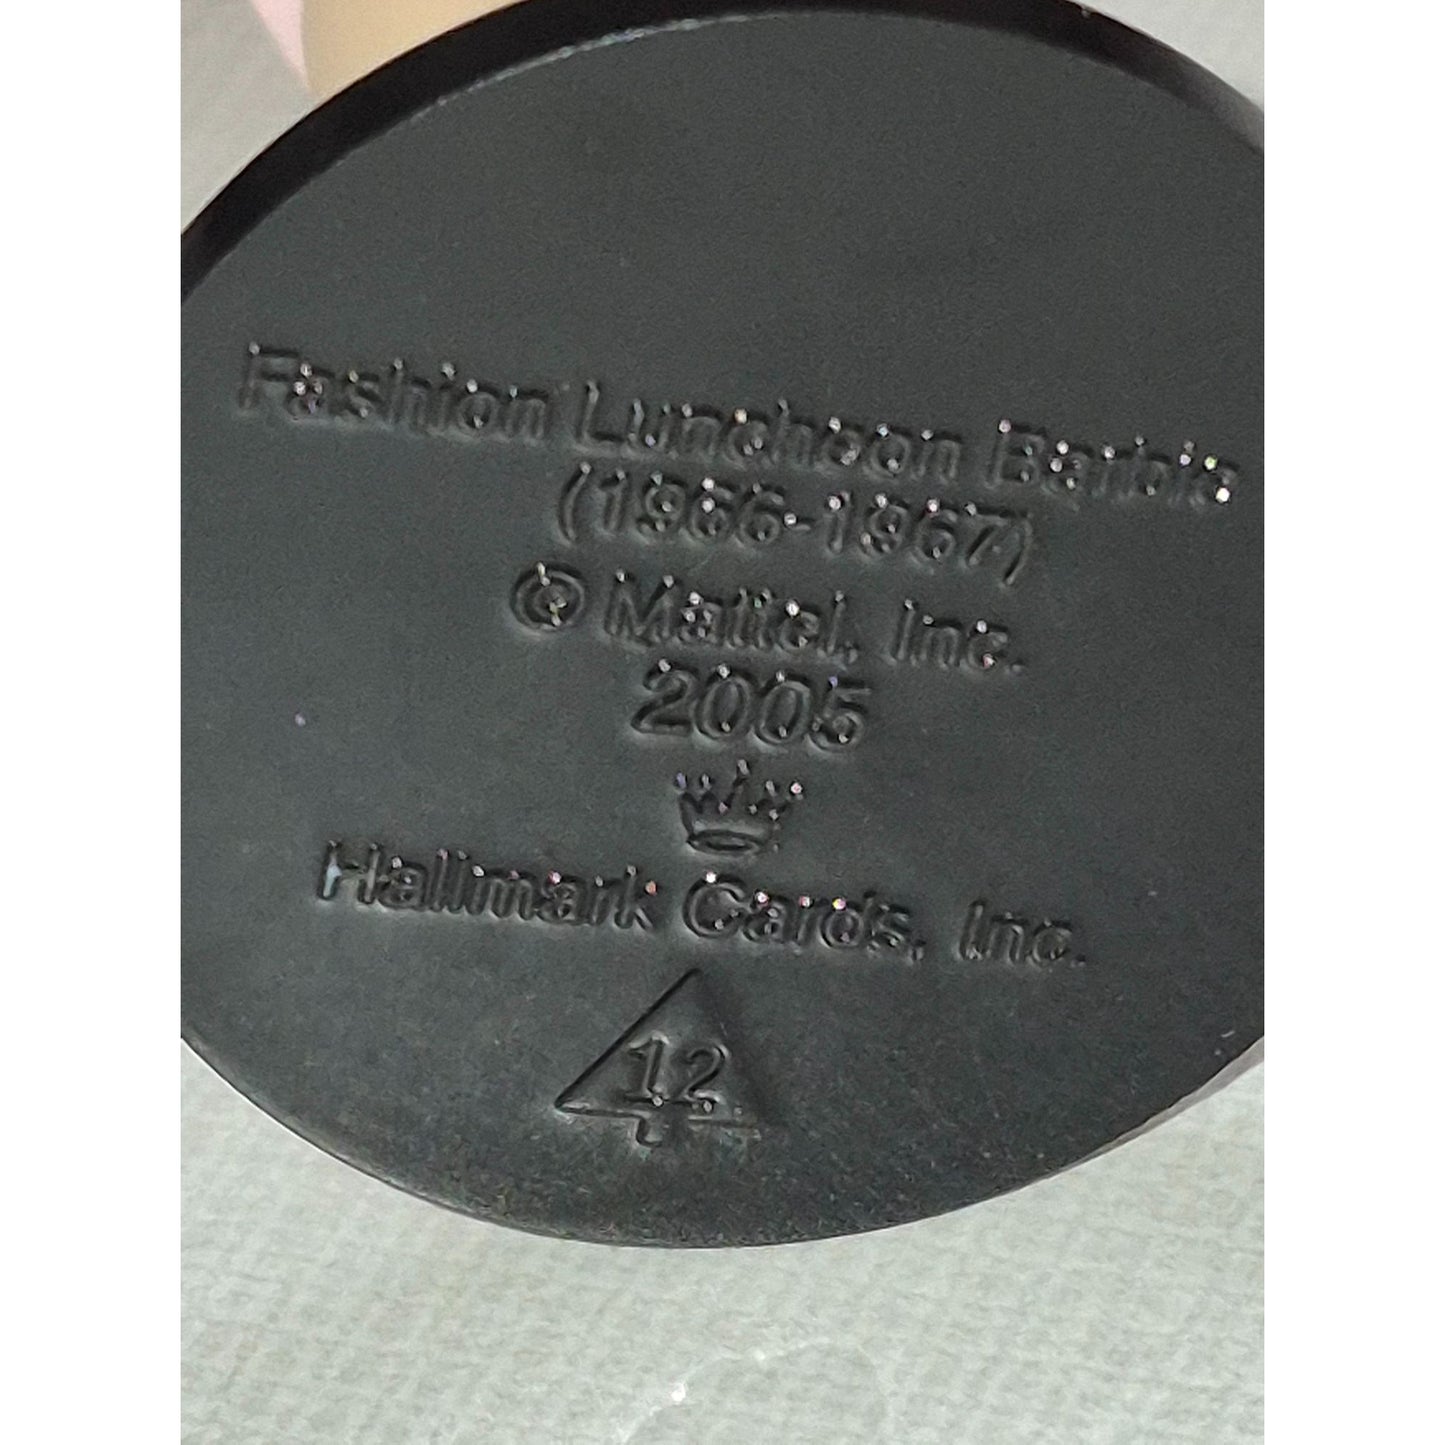 Fashion Luncheon Barbie
(1966-1967)
© Mattel, Inc.
2005
Hallmark Cards, Inc.
12